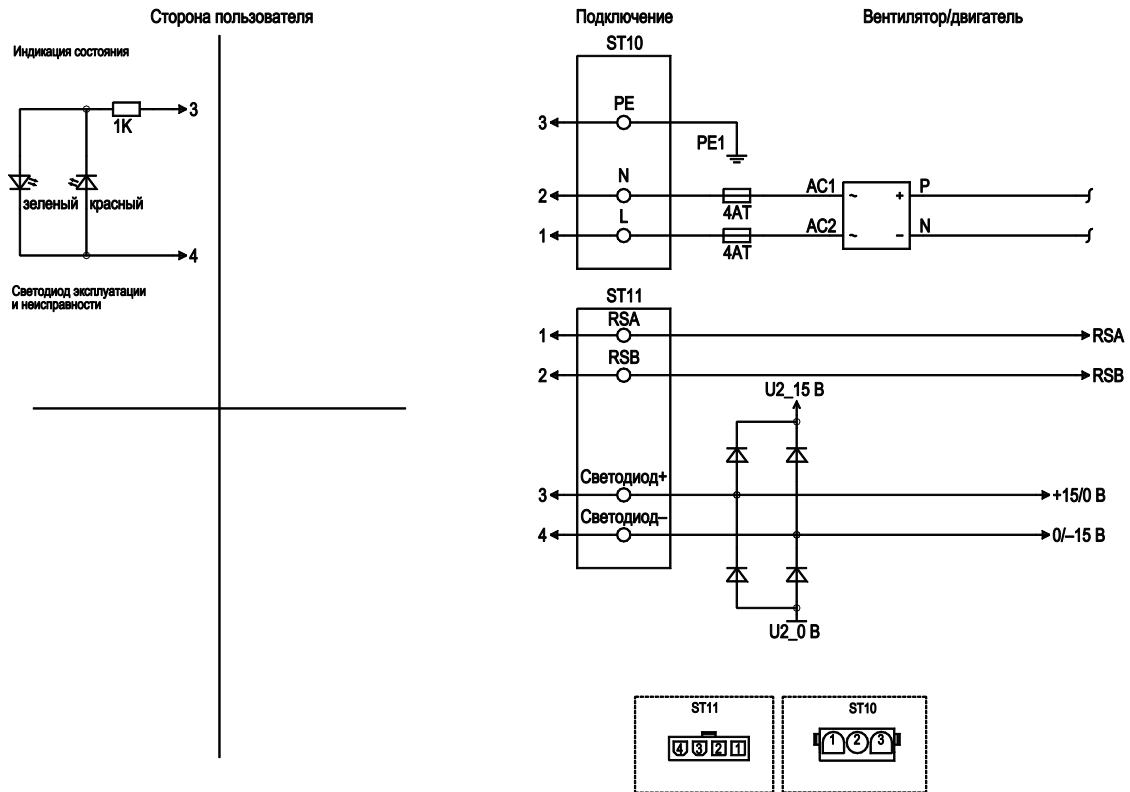 Сторона пользователя
Подключение
Вентилятор/двигатель
Индикация состояния
3
1K
зеленый
красный
4
Светодиод эксплуатации
и неисправности
ST10
PE
3
PE1
N
2
4AT
AC1
~
+
P
L
1
4AT
AC2
~
–
N
ST11
RSA
1
RSA
RSB
2
RSB
U2_15 В
Светодиод+
3
+15/0 В
Светодиод–
4
0/–15 В
U2_0 В
ST11
4 3 2 1
ST10
1 2 3